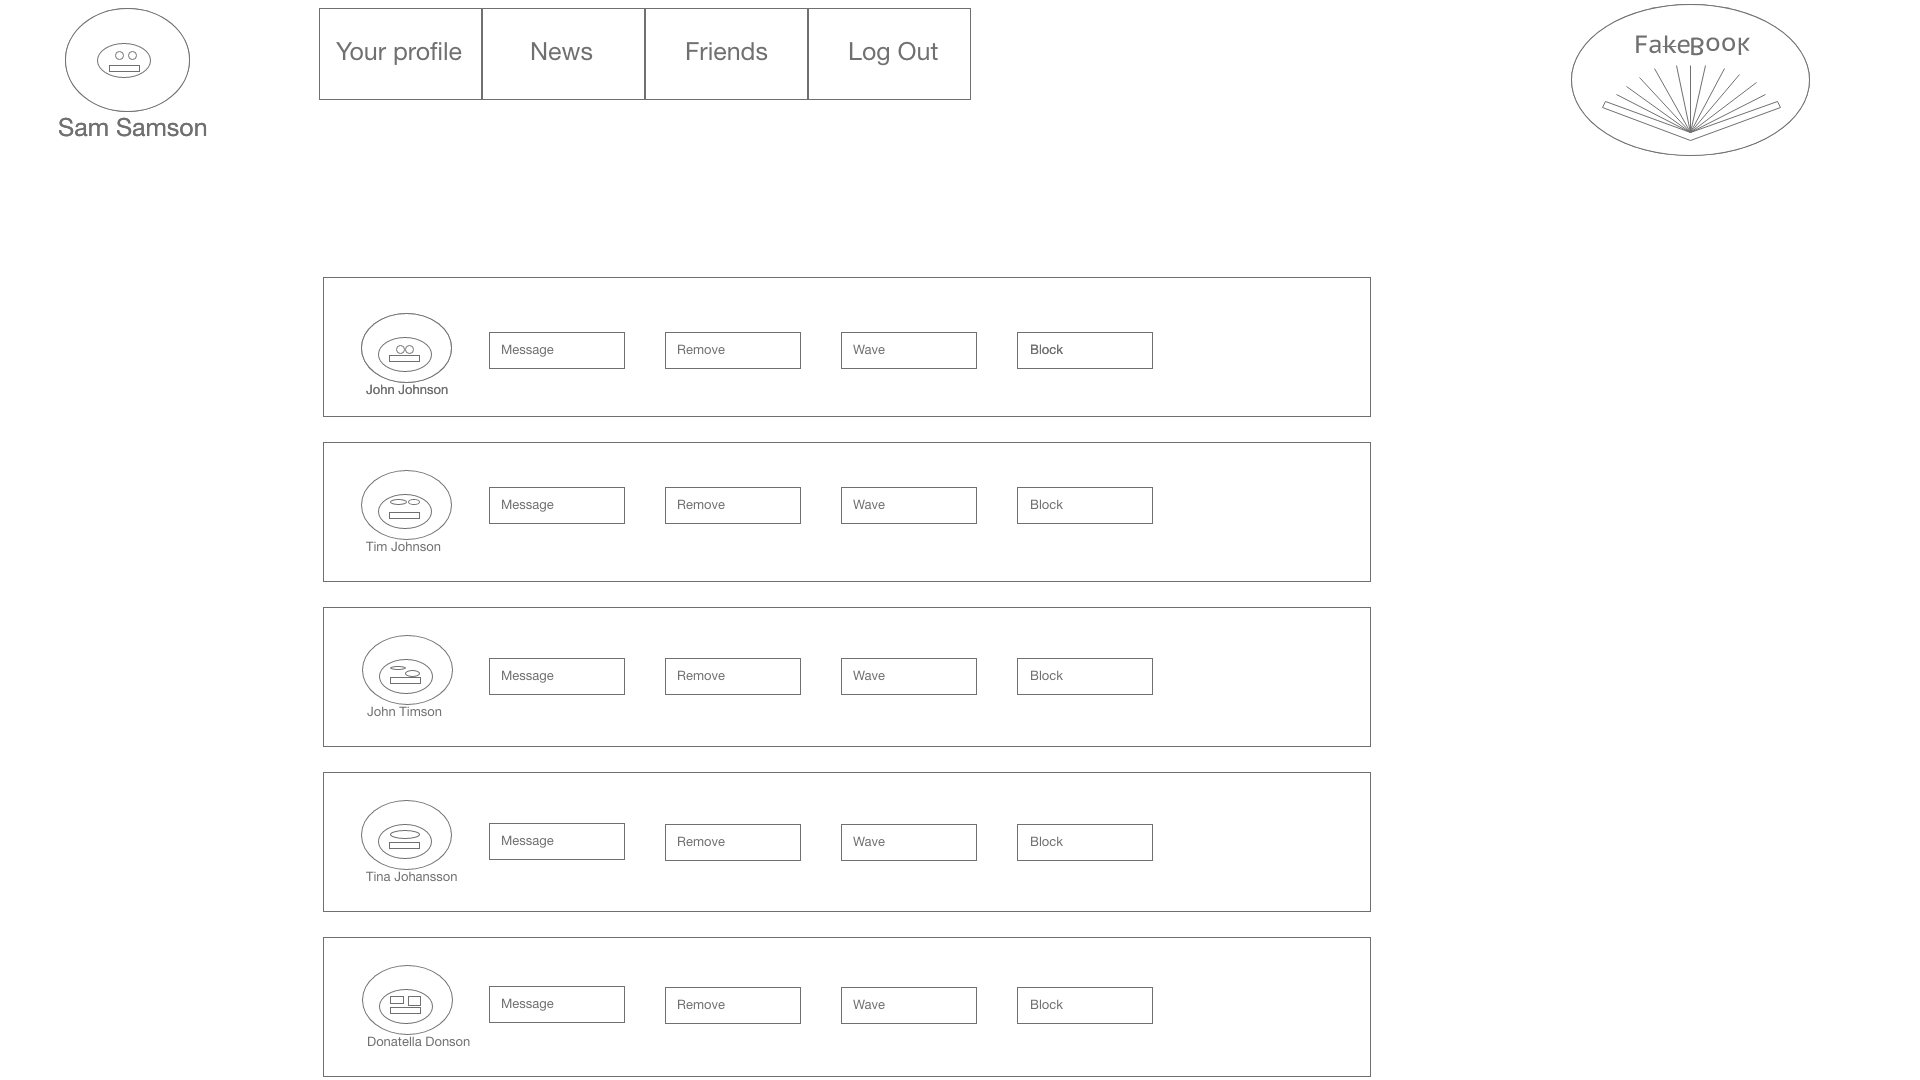 Your profile News Friends Log Out
FakeBook
Sam Samson
Message Remove Wave Block
John Johnson
Message Remove Wave Block
Tim Johnson
Message Remove Wave Block
John Timson
Message Remove Wave Block
Tina Johansson
Message Remove Wave Block
Donatella Donson